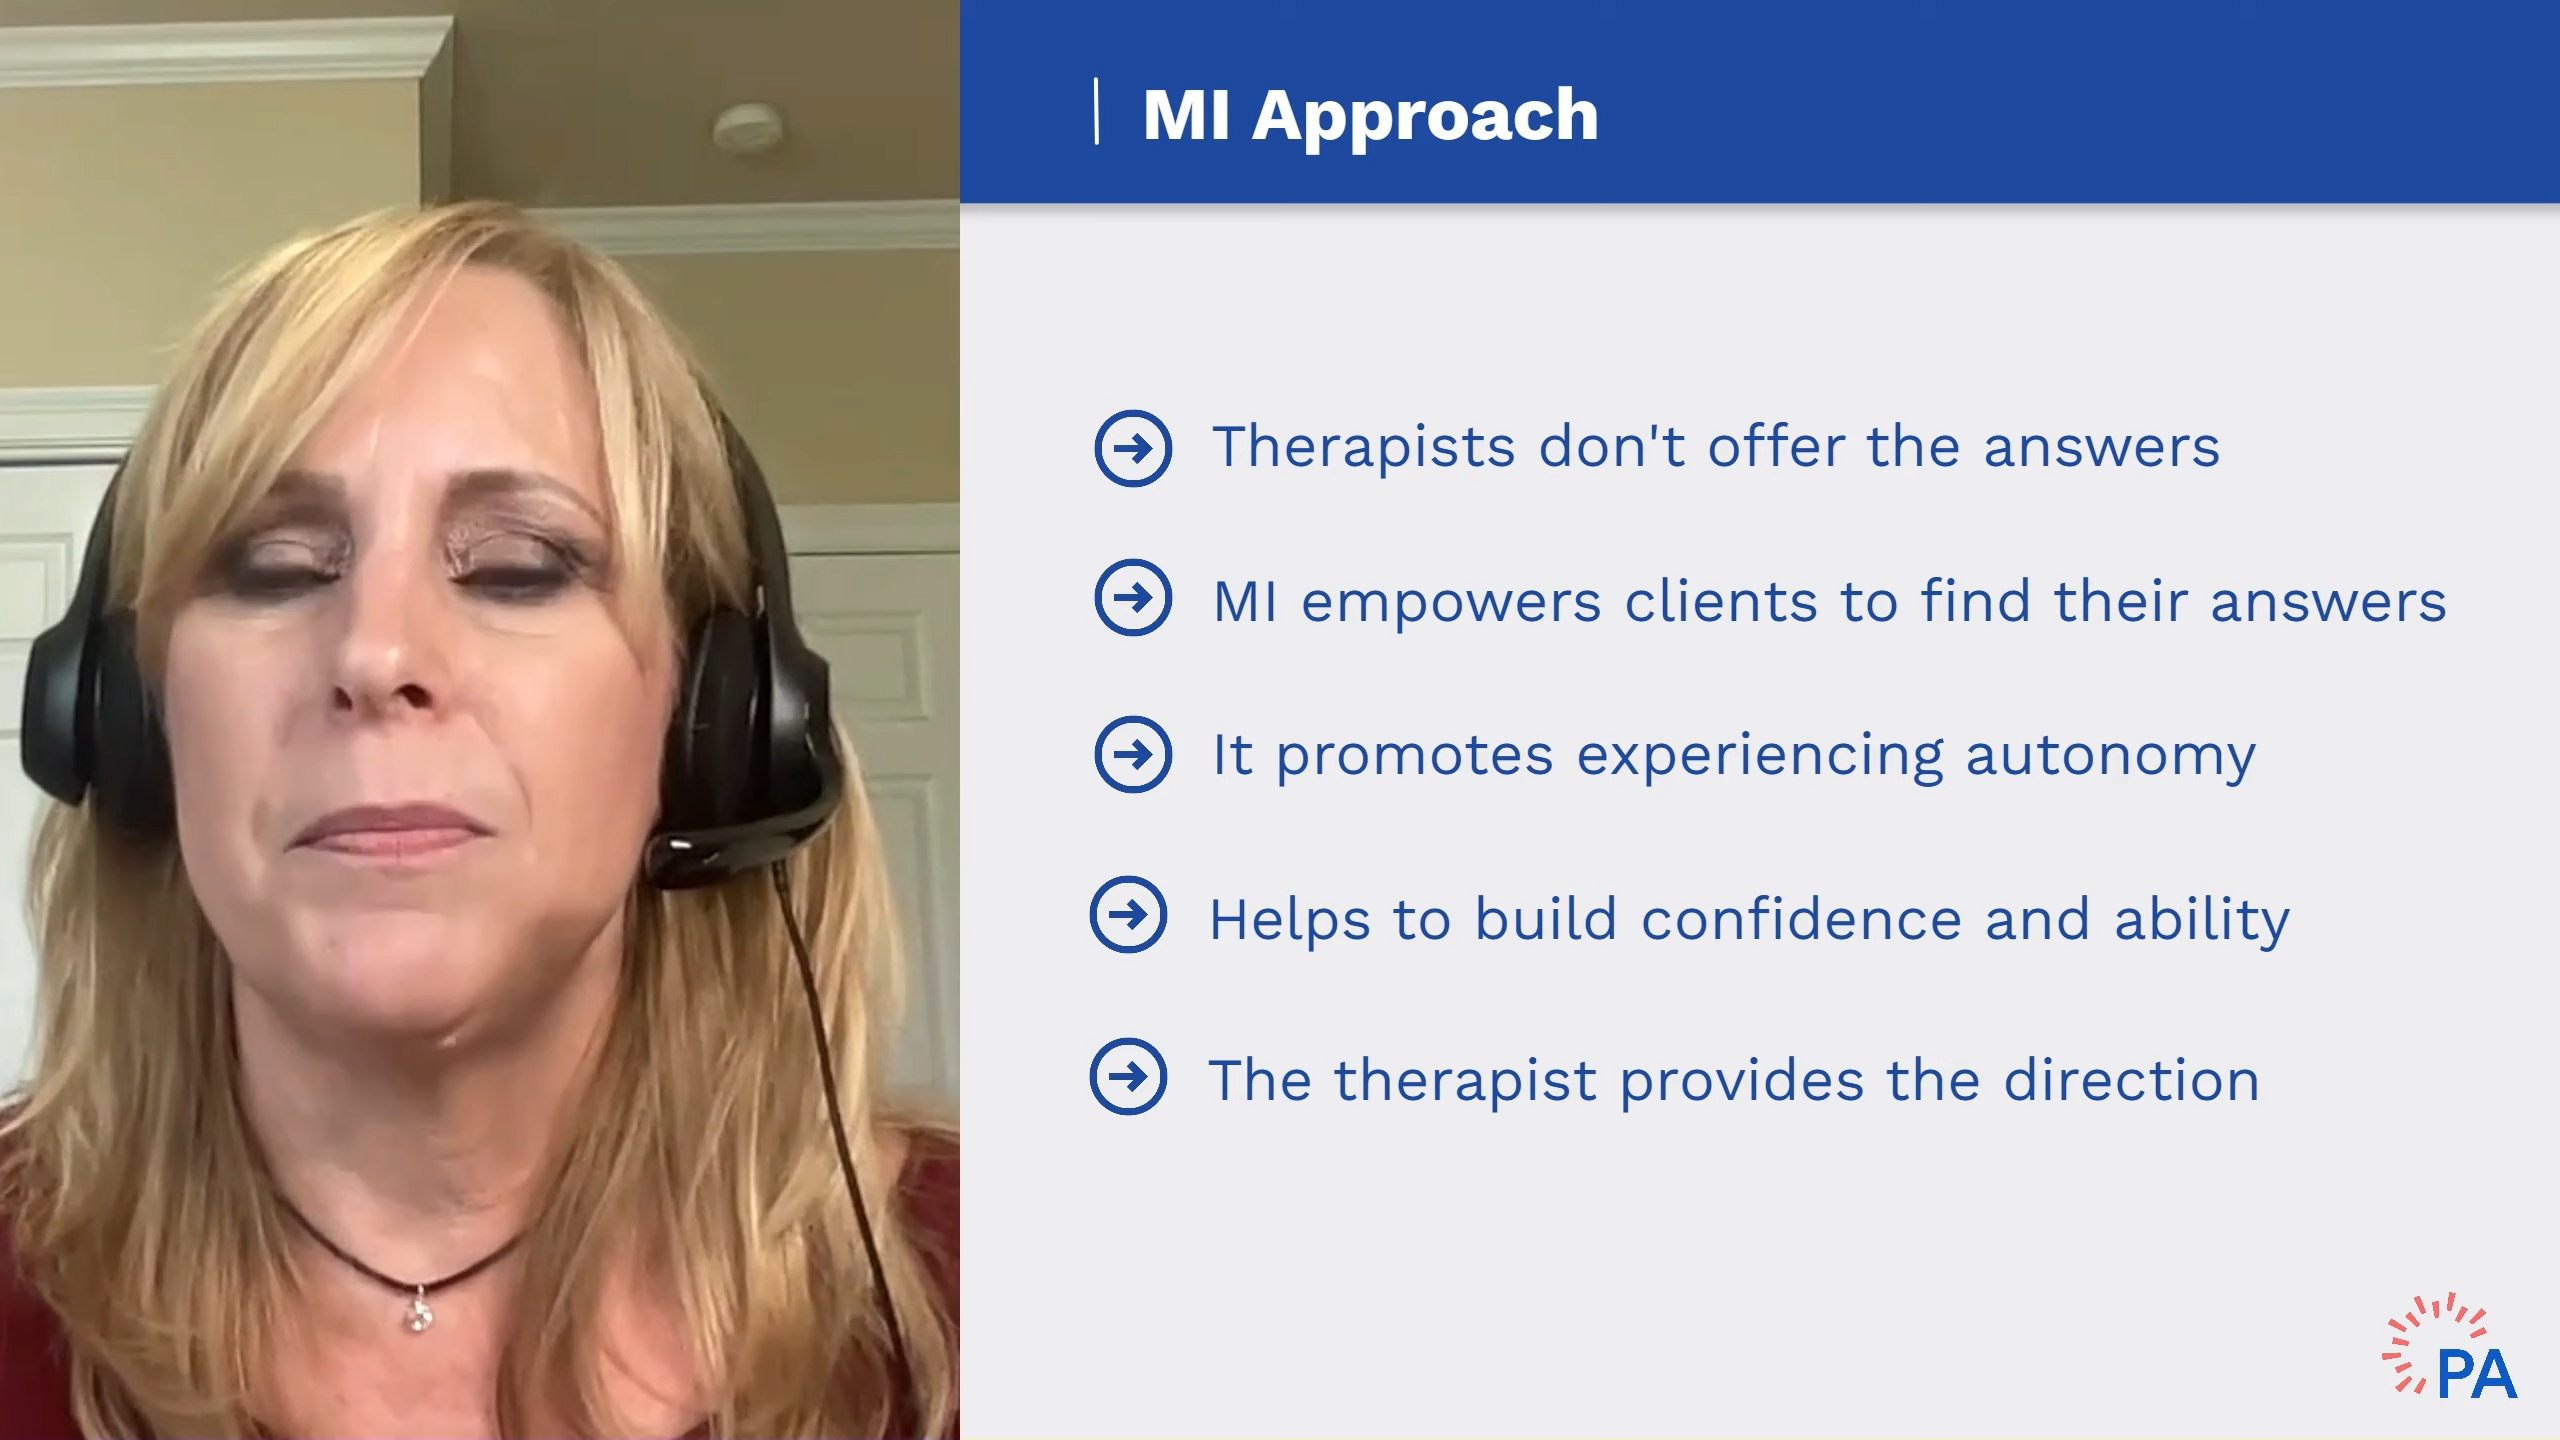 MI Approach
Therapists don't offer the answers
MI empowers clients to find their answers
It promotes experiencing autonomy
Helps to build confidence and ability
The therapist provides the direction
PA